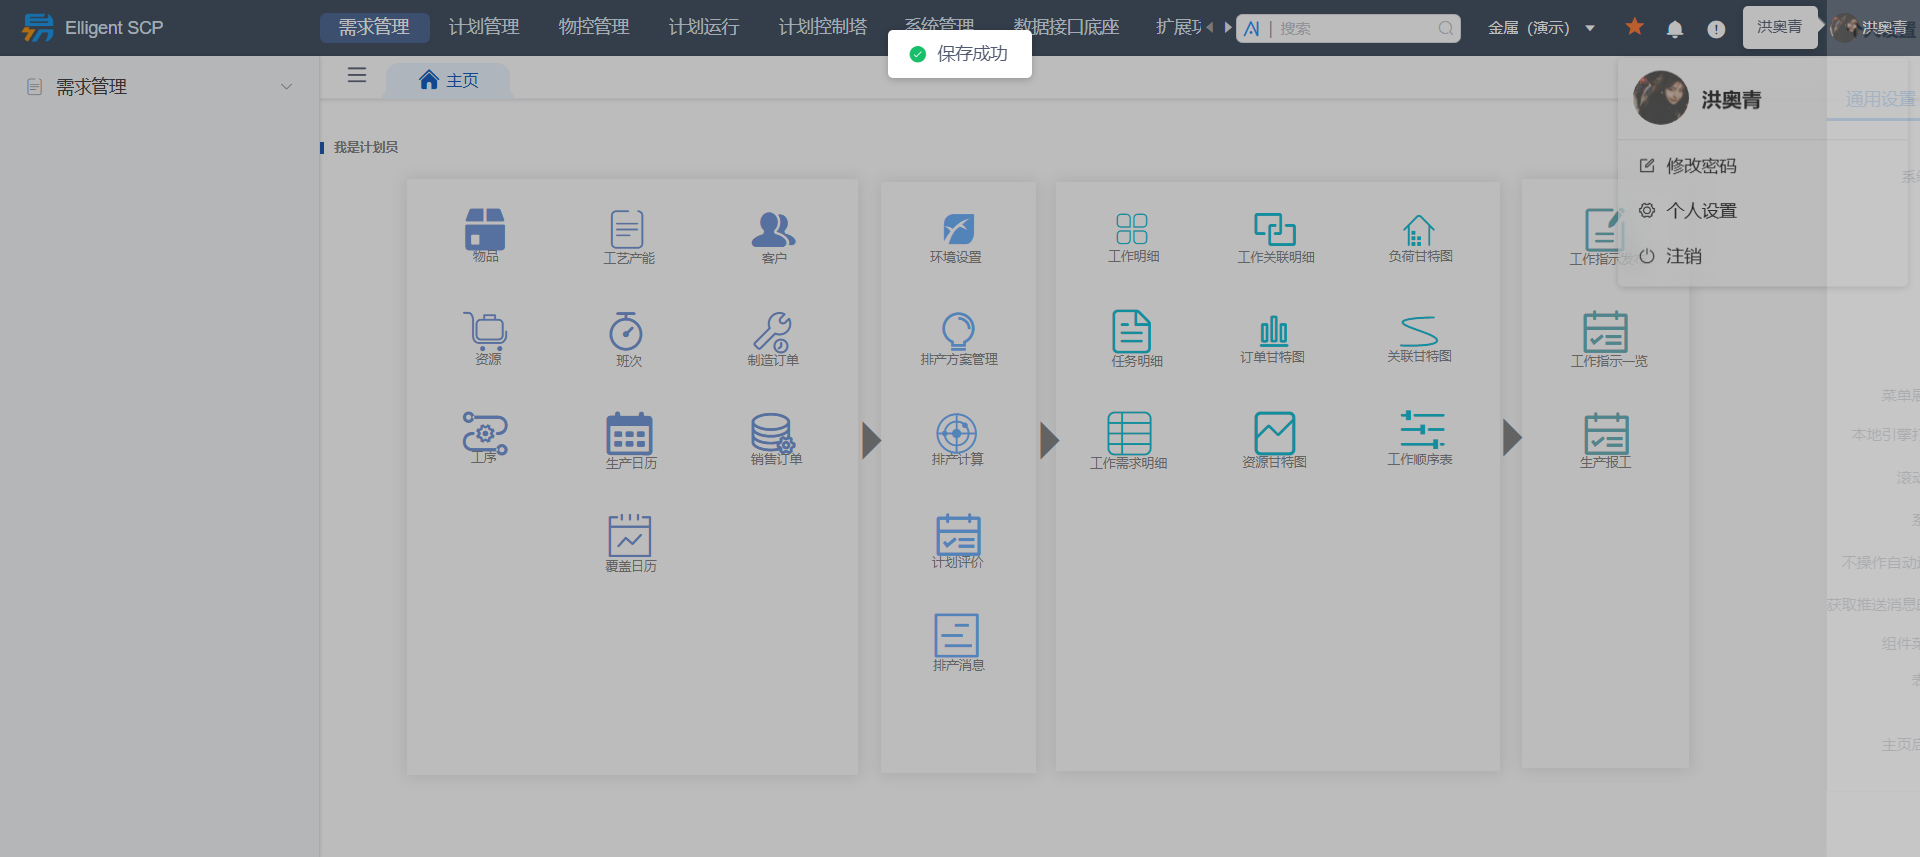 Elligent SCP
需求管理
计划管理
物控管理
计划运行
计划控制塔
系统管理
数据接口底座
扩展
AI
搜索
金属（演示）
洪奥青
洪奥青
保存成功
需求管理
主页
我是计划员
物品
工艺产能
客户
资源
班次
制造订单
工序
生产日历
销售订单
覆盖日历
环境设置
排产方案管理
排产计算
计划评价
排产消息
工作明细
工作关联明细
负荷甘特图
任务明细
订单甘特图
关联甘特图
工作需求明细
资源甘特图
工作顺序表
工作指示发
工作指示一览
生产报工
洪奥青
修改密码
个人设置
注销
个人设置
通用设置
系
菜单
本地引擎
滚动
不操作自动
获取推送消息
组件
主页